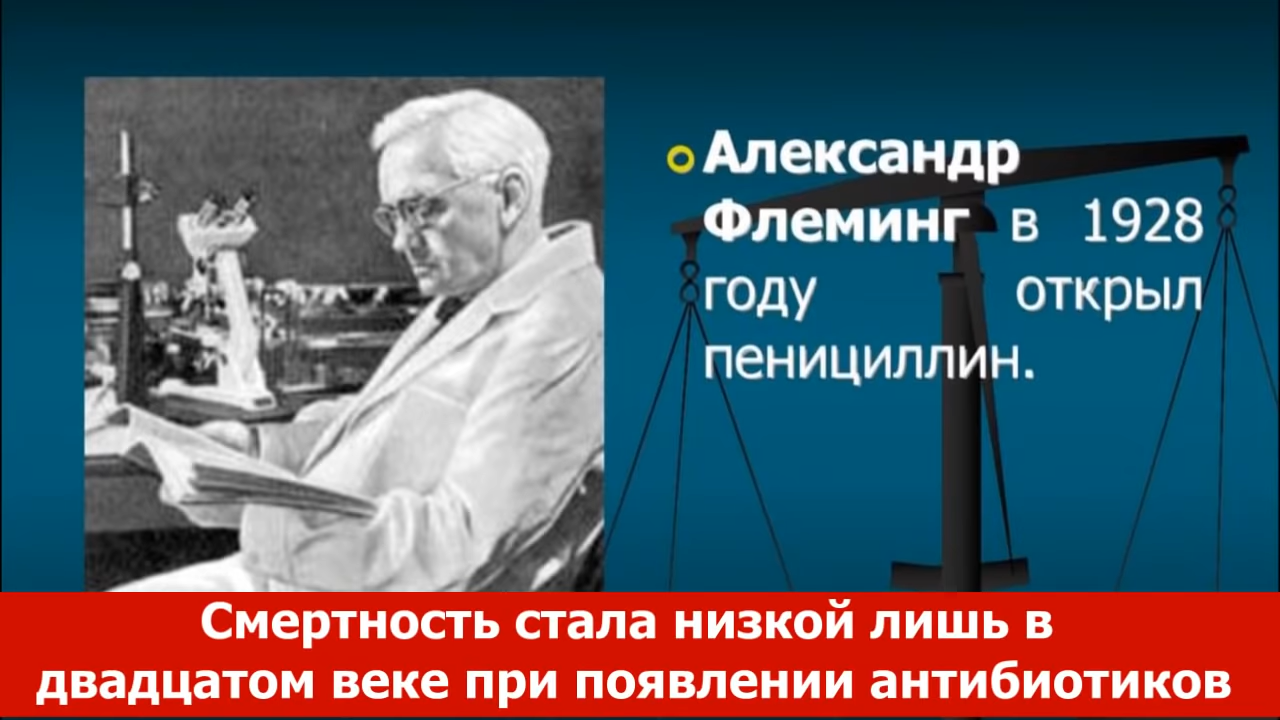 Александр
Флеминг в 1928
году открыл
пенициллин.
Смертность стала низкой лишь в
двадцатом веке при появлении антибиотиков